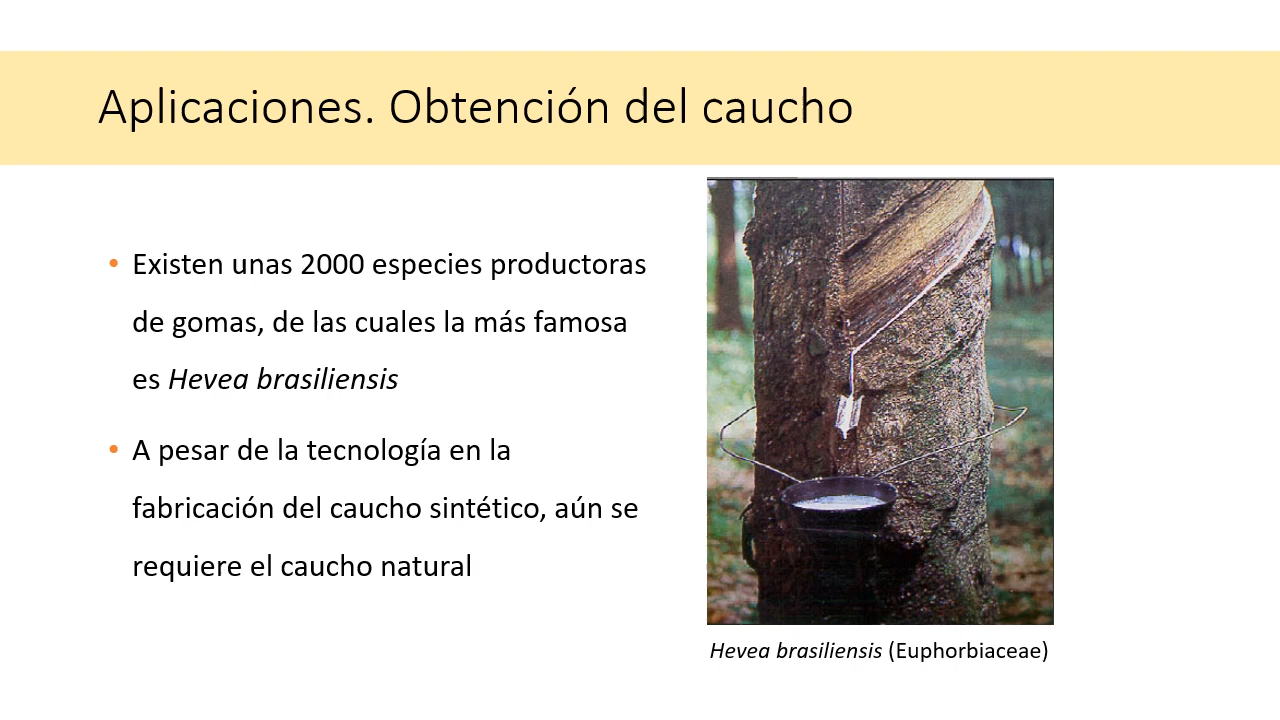 Aplicaciones. Obtención del caucho
• Existen unas 2000 especies productoras
de gomas, de las cuales la más famosa
es Hevea brasiliensis
• A pesar de la tecnología en la
fabricación del caucho sintético, aún se
requiere el caucho natural
Hevea brasiliensis (Euphorbiaceae)